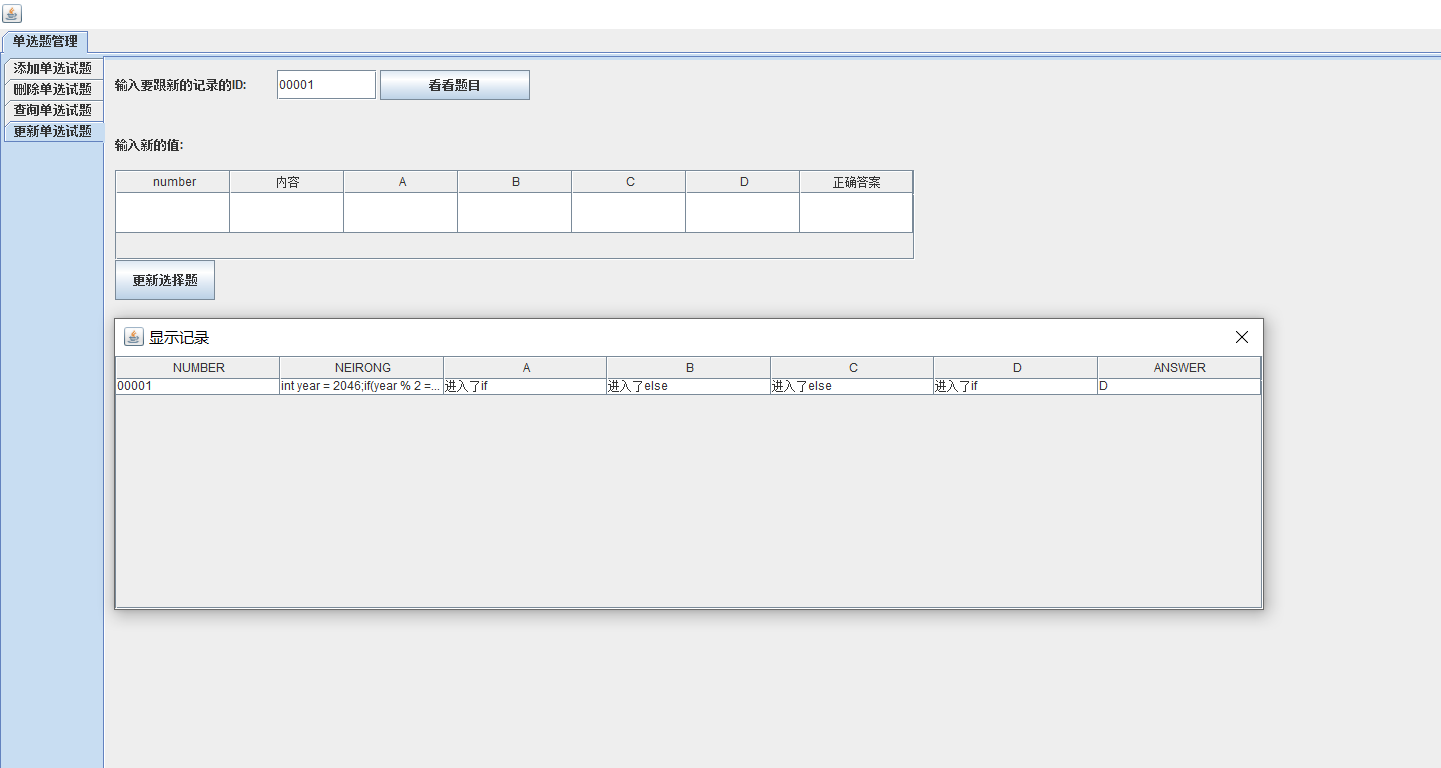 单选题管理
添加单选试题
删除单选试题
查询单选试题
更新单选试题
输入要跟新的记录的ID: 00001 看看题目
输入新的值:
number 内容 A B C D 正确答案
更新选择题
显示记录
NUMBER NEIRONG A B C D ANSWER
00001 int year = 2046;if(year % 2 =... 进入了if 进入了else 进入了else 进入了if D